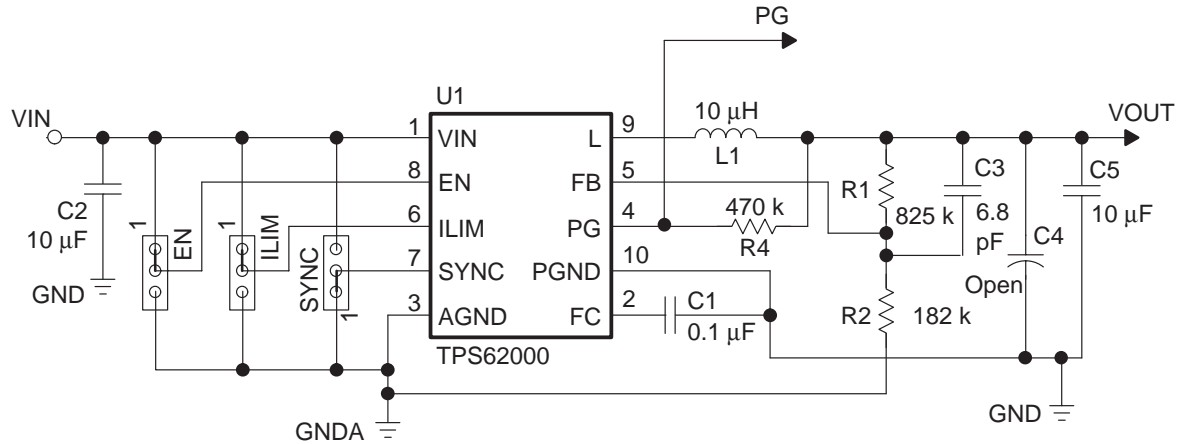 PG
U1
VIN
1
VIN
8
EN
6
ILIM
7
SYNC
3
AGND
L
9
FB
5
PG
4
PGND
10
FC
2
TPS62000
10 μH
L1
VOUT
470 k
R4
R1
825 k
C3
6.8
pF
C4
Open
C5
10 μF
R2
182 k
C1
0.1 μF
C2
10 μF
GND
1
EN
1
ILIM
SYNC
1
GNDA
GND